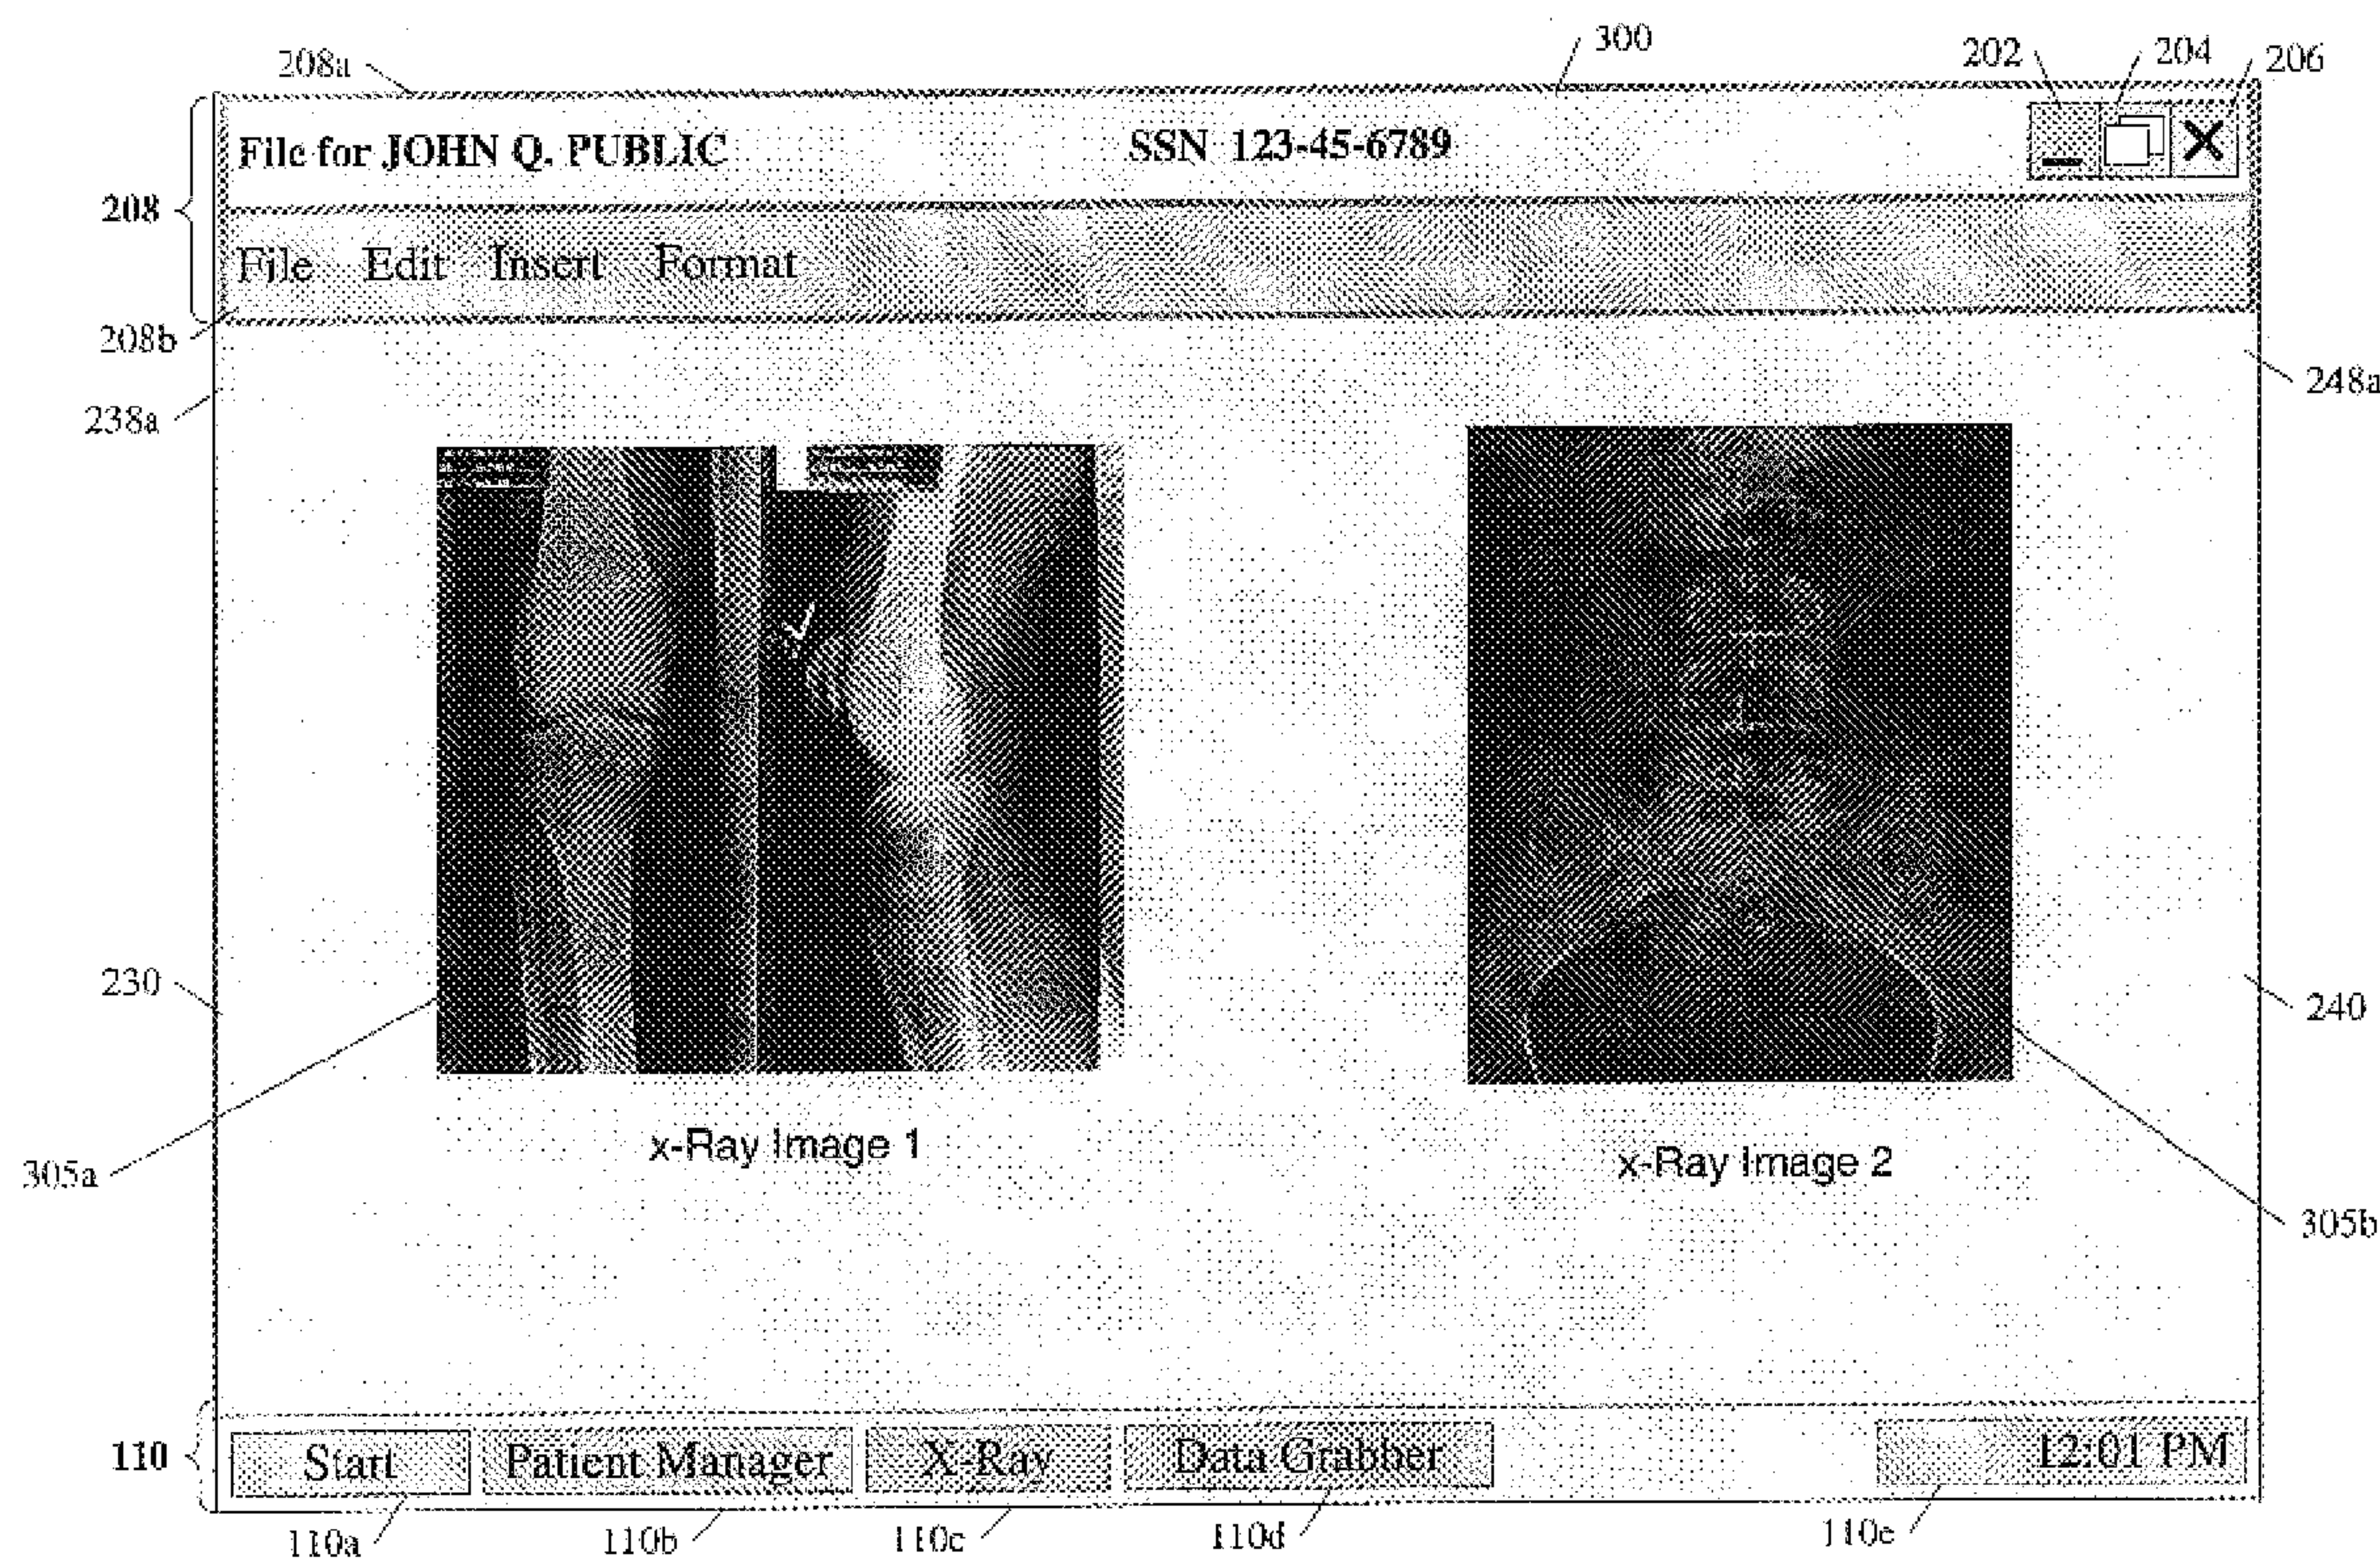 300
202
204
206
208a
File for JOHN Q. PUBLIC
SSN 123-45-6789
208
File Edit Insert Format
208b
248a
238a
230
240
305a
x-Ray Image 1
x-Ray Image 2
305b
110
Start
Patient Manager
X-Ray
Data Grabber
12:01 PM
110a
110b
110c
110d
110e